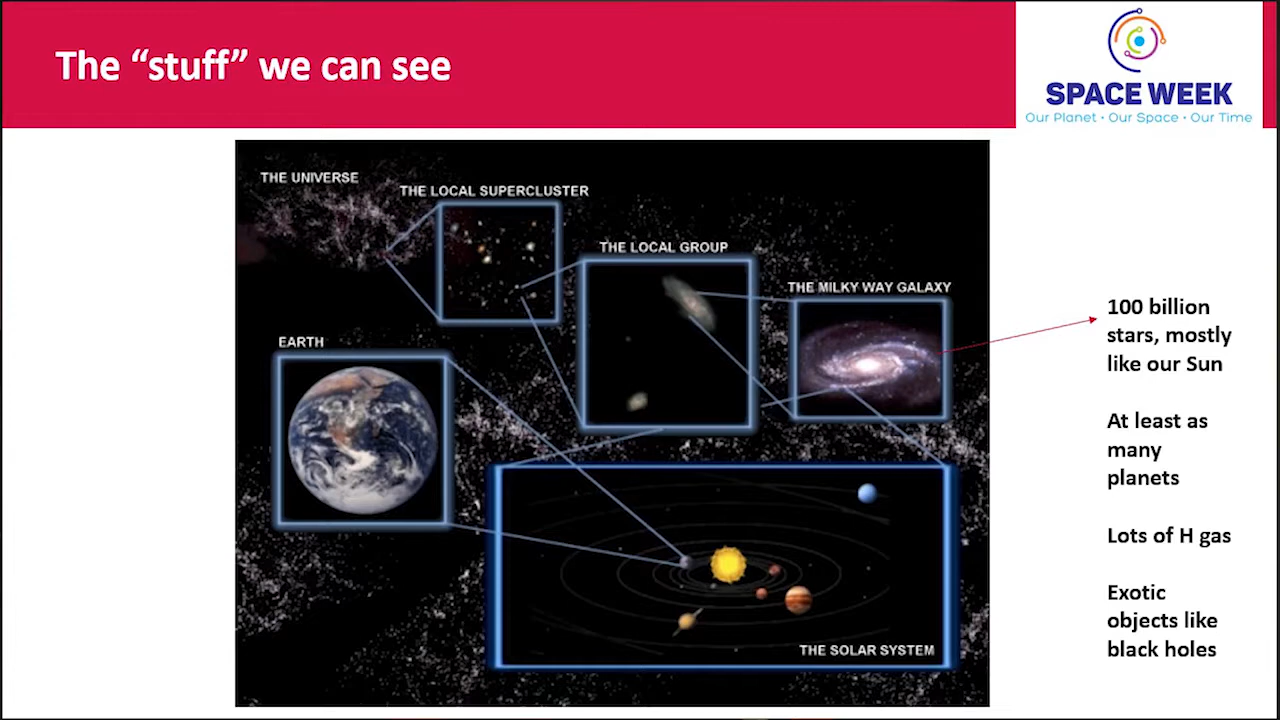 The “stuff” we can see
SPACE WEEK
Our Planet • Our Space • Our Time
THE UNIVERSE
THE LOCAL SUPERCLUSTER
THE LOCAL GROUP
THE MILKY WAY GALAXY
EARTH
THE SOLAR SYSTEM
100 billion
stars, mostly
like our Sun
At least as
many
planets
Lots of H gas
Exotic
objects like
black holes